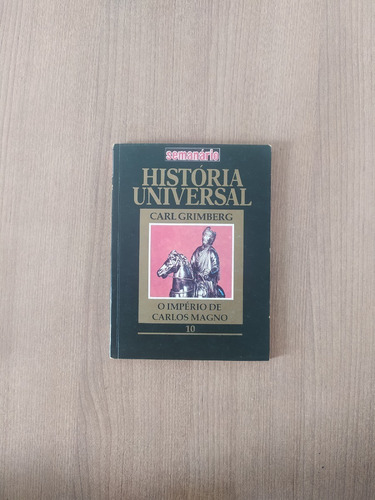 semanário
HISTÓRIA
UNIVERSAL
CARL GRIMBERG
O IMPÉRIO DE
CARLOS MAGNO
10